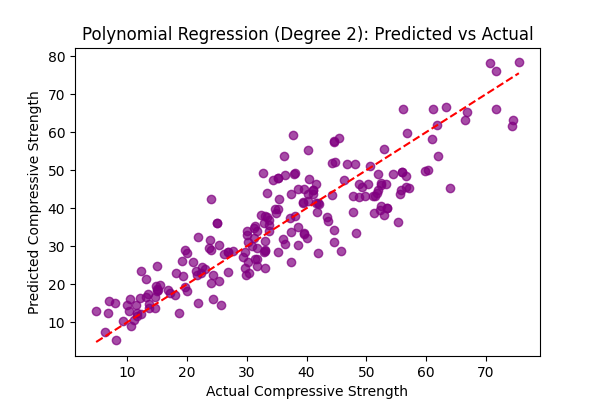 Polynomial Regression (Degree 2): Predicted vs Actual
80
70
60
50
40
30
20
10
Predicted Compressive Strength
10 20 30 40 50 60 70
Actual Compressive Strength